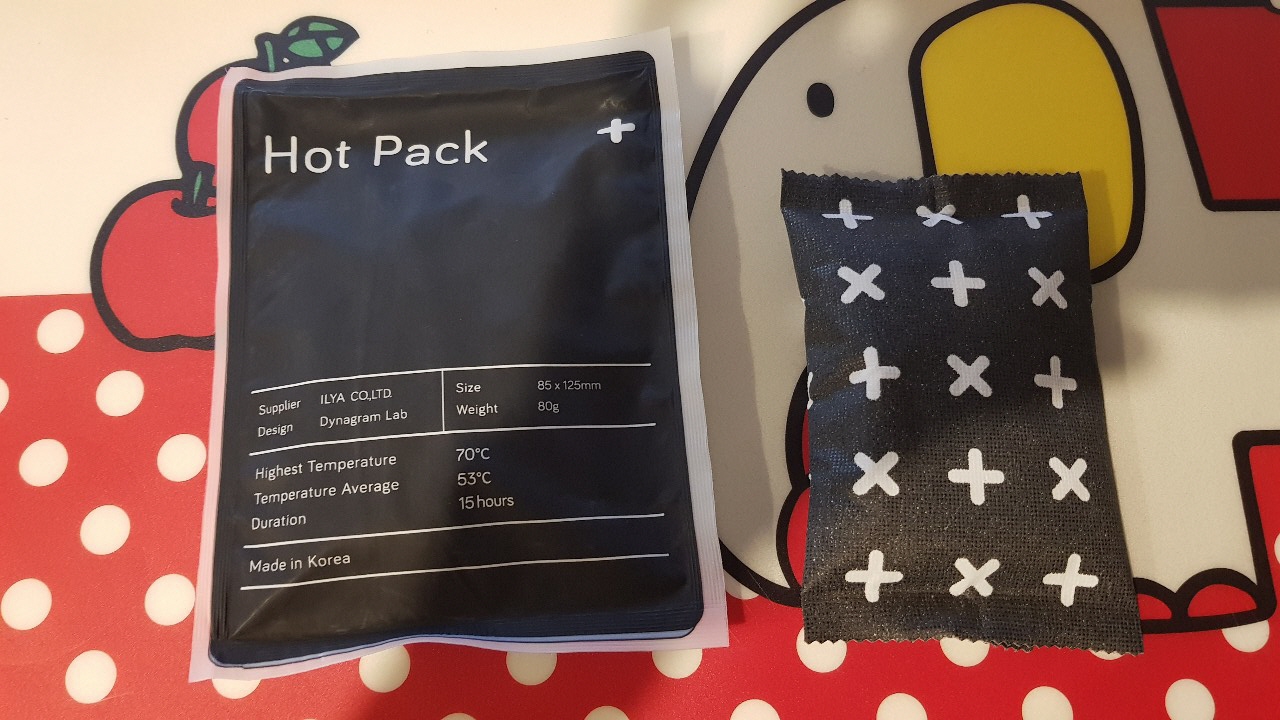 Hot Pack
Supplier ILYA CO.,LTD.
Design Dynagram Lab
Size 85 x 125mm
Weight 80g
Highest Temperature 70°C
Temperature Average 53°C
Duration 15 hours
Made in Korea